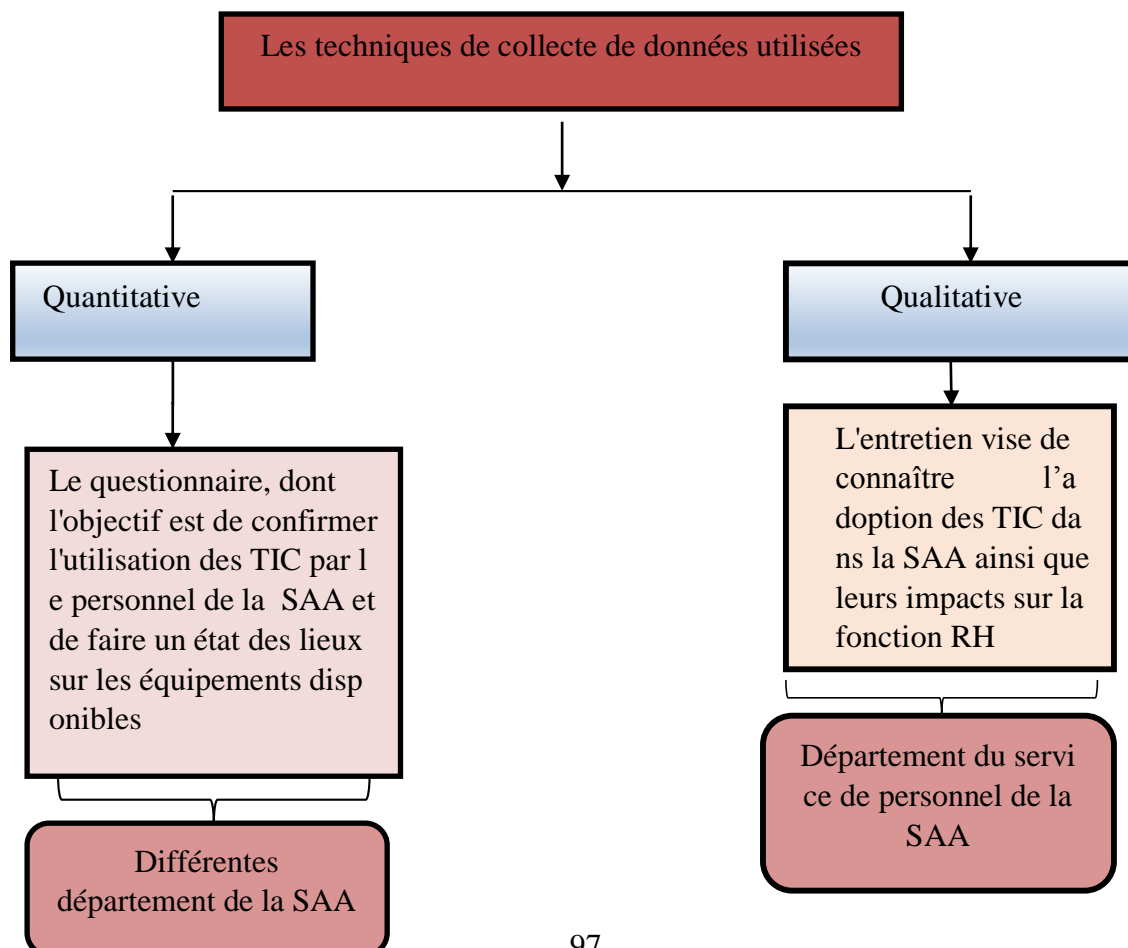 Les techniques de collecte de données utilisées
Quantitative
Qualitative
Le questionnaire, dont
l'objectif est de confirmer
l'utilisation des TIC par l
e personnel de la SAA et
de faire un état des lieux
sur les équipements disp
onibles
L'entretien vise de
connaître l’a
doption des TIC da
ns la SAA ainsi que
leurs impacts sur la
fonction RH
Différentes
département de la SAA
Département du servi
ce de personnel de la
SAA
97